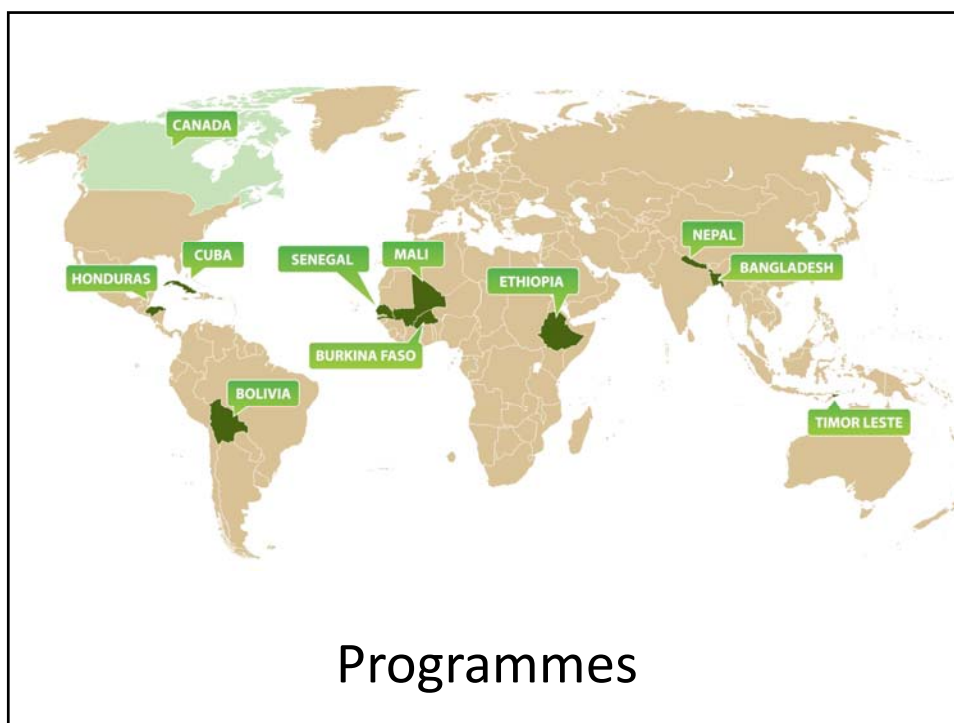 CANADA
CUBA
HONDURAS
SENEGAL
MALI
ETHIOPIA
NEPAL
BANGLADESH
BURKINA FASO
BOLIVIA
TIMOR LESTE
Programmes